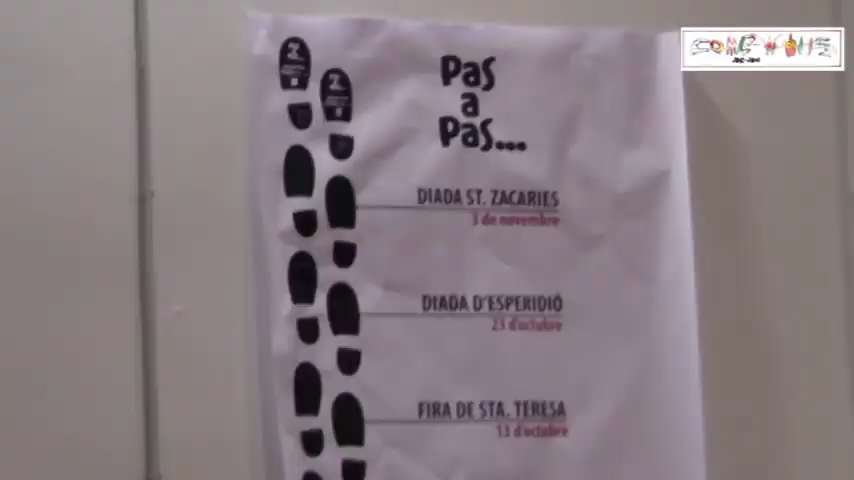 Pas
a
Pas...
DIADA ST. ZACARIES
3 de novembre
DIADA D'ESPERIDIÓ
23 d'octubre
FIRA DE STA. TERESA
13 d'octubre